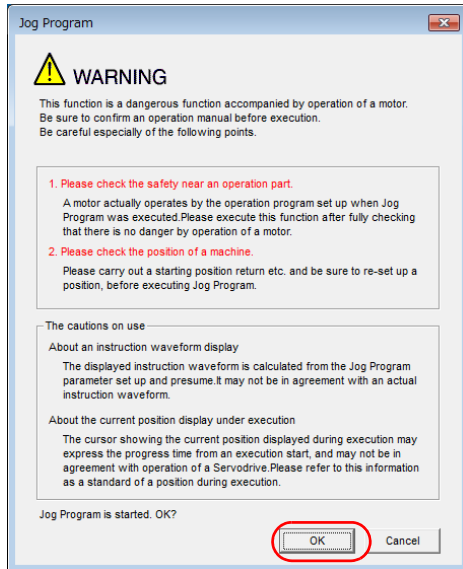 Jog Program
WARNING
This function is a dangerous function accompanied by operation of a motor.
Be sure to confirm an operation manual before execution.
Be careful especially of the following points.
1. Please check the safety near an operation part.
A motor actually operates by the operation program set up when Jog
Program was executed.Please execute this function after fully checking
that there is no danger by operation of a motor.
2. Please check the position of a machine.
Please carry out a starting position return etc. and be sure to re-set up a
position, before executing Jog Program.
The cautions on use
About an instruction waveform display
The displayed instruction waveform is calculated from the Jog Program
parameter set up and presume.It may not be in agreement with an actual
instruction waveform.
About the current position display under execution
The cursor showing the current position displayed during execution may
express the progress time from an execution start, and may not be in
agreement with operation of a Servodrive.Please refer to this information
as a standard of a position during execution.
Jog Program is started. OK?
OK
Cancel